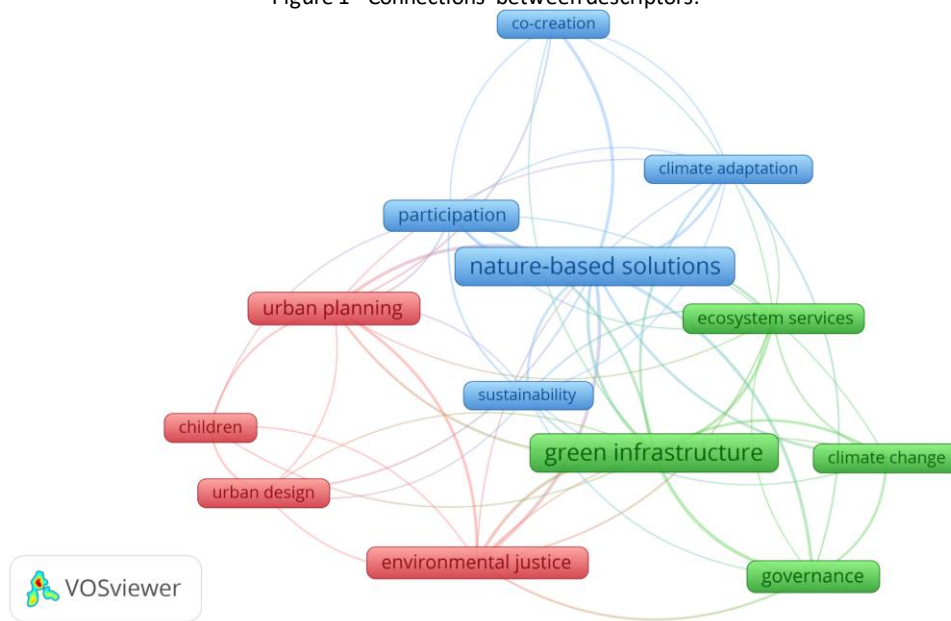 Figure 1 - Connections between descriptors.
co-creation
climate adaptation
participation
nature-based solutions
urban planning
ecosystem services
sustainability
children
green infrastructure
climate change
urban design
environmental justice
governance
VOSviewer